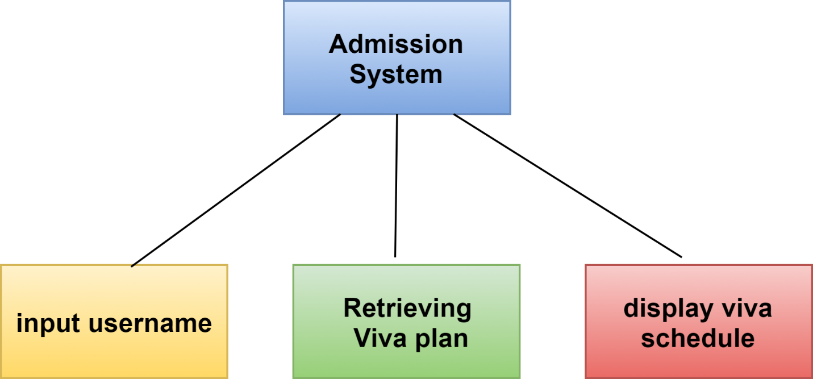 Admission
System
input username
Retrieving
Viva plan
display viva
schedule